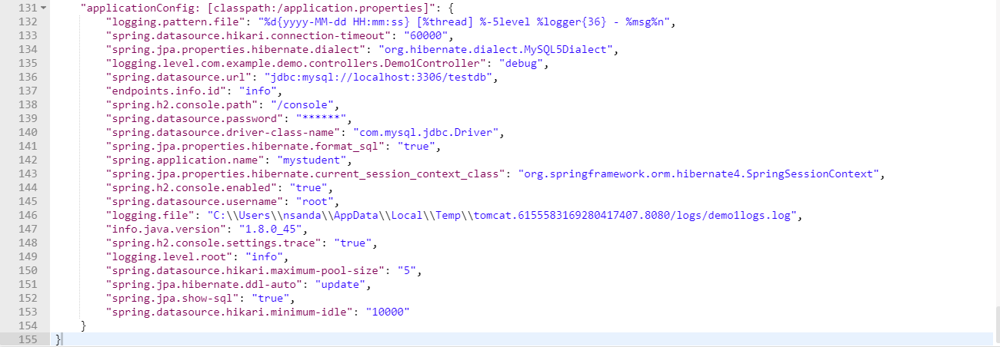 131 "applicationConfig: [classpath:/application.properties]": {
132 "logging.pattern.file": "%d{yyyy-MM-dd HH:mm:ss} [%thread] %-5level %logger{36} - %msg%n",
133 "spring.datasource.hikari.connection-timeout": "60000",
134 "spring.jpa.properties.hibernate.dialect": "org.hibernate.dialect.MySQL5Dialect",
135 "logging.level.com.example.demo.controllers.Demo1Controller": "debug",
136 "spring.datasource.url": "jdbc:mysql://localhost:3306/testdb",
137 "endpoints.info.id": "info",
138 "spring.h2.console.path": "/console",
139 "spring.datasource.password": "******",
140 "spring.datasource.driver-class-name": "com.mysql.jdbc.Driver",
141 "spring.jpa.properties.hibernate.format_sql": "true",
142 "spring.application.name": "mystudent",
143 "spring.jpa.properties.hibernate.current_session_context_class": "org.springframework.orm.hibernate4.SpringSessionContext",
144 "spring.h2.console.enabled": "true",
145 "spring.datasource.username": "root",
146 "logging.file": "C:\\Users\\nsanda\\AppData\\Local\\Temp\\tomcat.6155583169280417407.8080/logs/demo1logs.log",
147 "info.java.version": "1.8.0_45",
148 "spring.h2.console.settings.trace": "true",
149 "logging.level.root": "info",
150 "spring.datasource.hikari.maximum-pool-size": "5",
151 "spring.jpa.hibernate.ddl-auto": "update",
152 "spring.jpa.show-sql": "true",
153 "spring.datasource.hikari.minimum-idle": "10000"
154 }
155 }